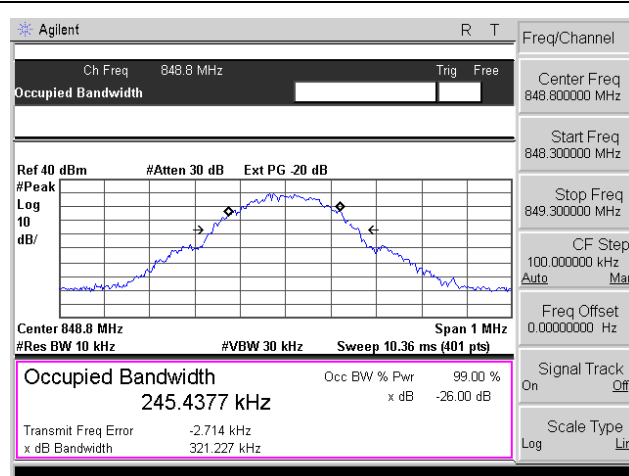 Agilent R T
Freq/Channel
Ch Freq 848.8 MHz Trig Free
Occupied Bandwidth
Center Freq
848.800000 MHz
Start Freq
848.300000 MHz
Stop Freq
849.300000 MHz
CF Step
100.000000 kHz
Auto Mar
Freq Offset
0.00000000 Hz
Signal Track
On Off
Scale Type
Log Lin
Ref 40 dBm #Atten 30 dB Ext PG -20 dB
#Peak
Log
10
dB/
Center 848.8 MHz Span 1 MHz
#Res BW 10 kHz #VBW 30 kHz Sweep 10.36 ms (401 pts)
Occupied Bandwidth Occ BW % Pwr 99.00 %
245.4377 kHz x dB -26.00 dB
Transmit Freq Error -2.714 kHz
x dB Bandwidth 321.227 kHz